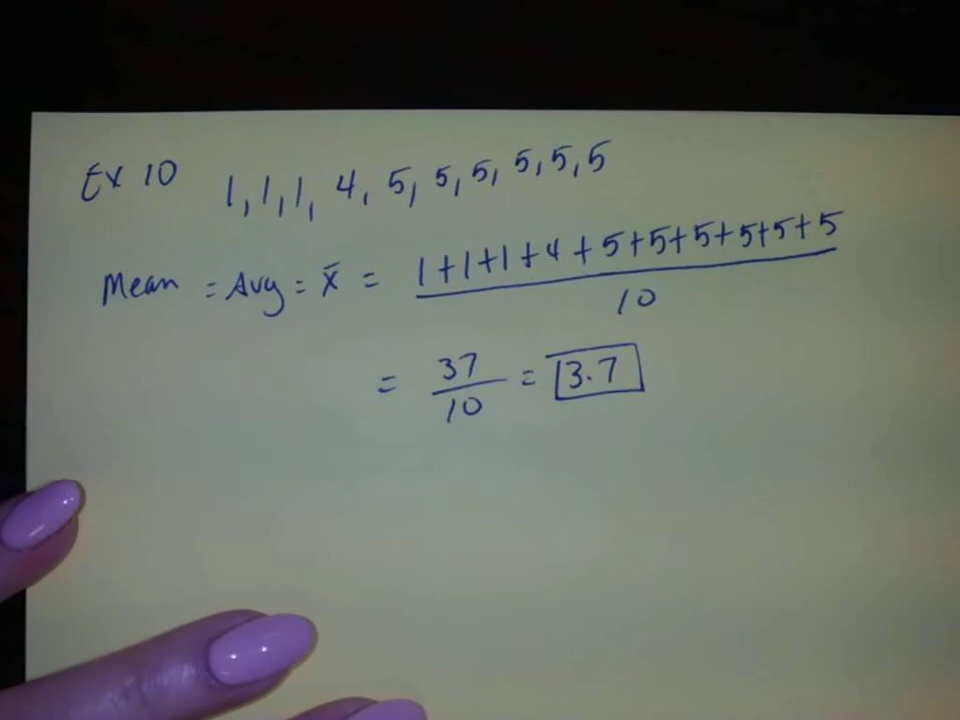 Ex 10 1, 1, 1, 4, 5, 5, 5, 5, 5, 5
Mean = Avg = x̄ = 1+1+1+4+5+5+5+5+5+5
10
= 37/10 = 3.7